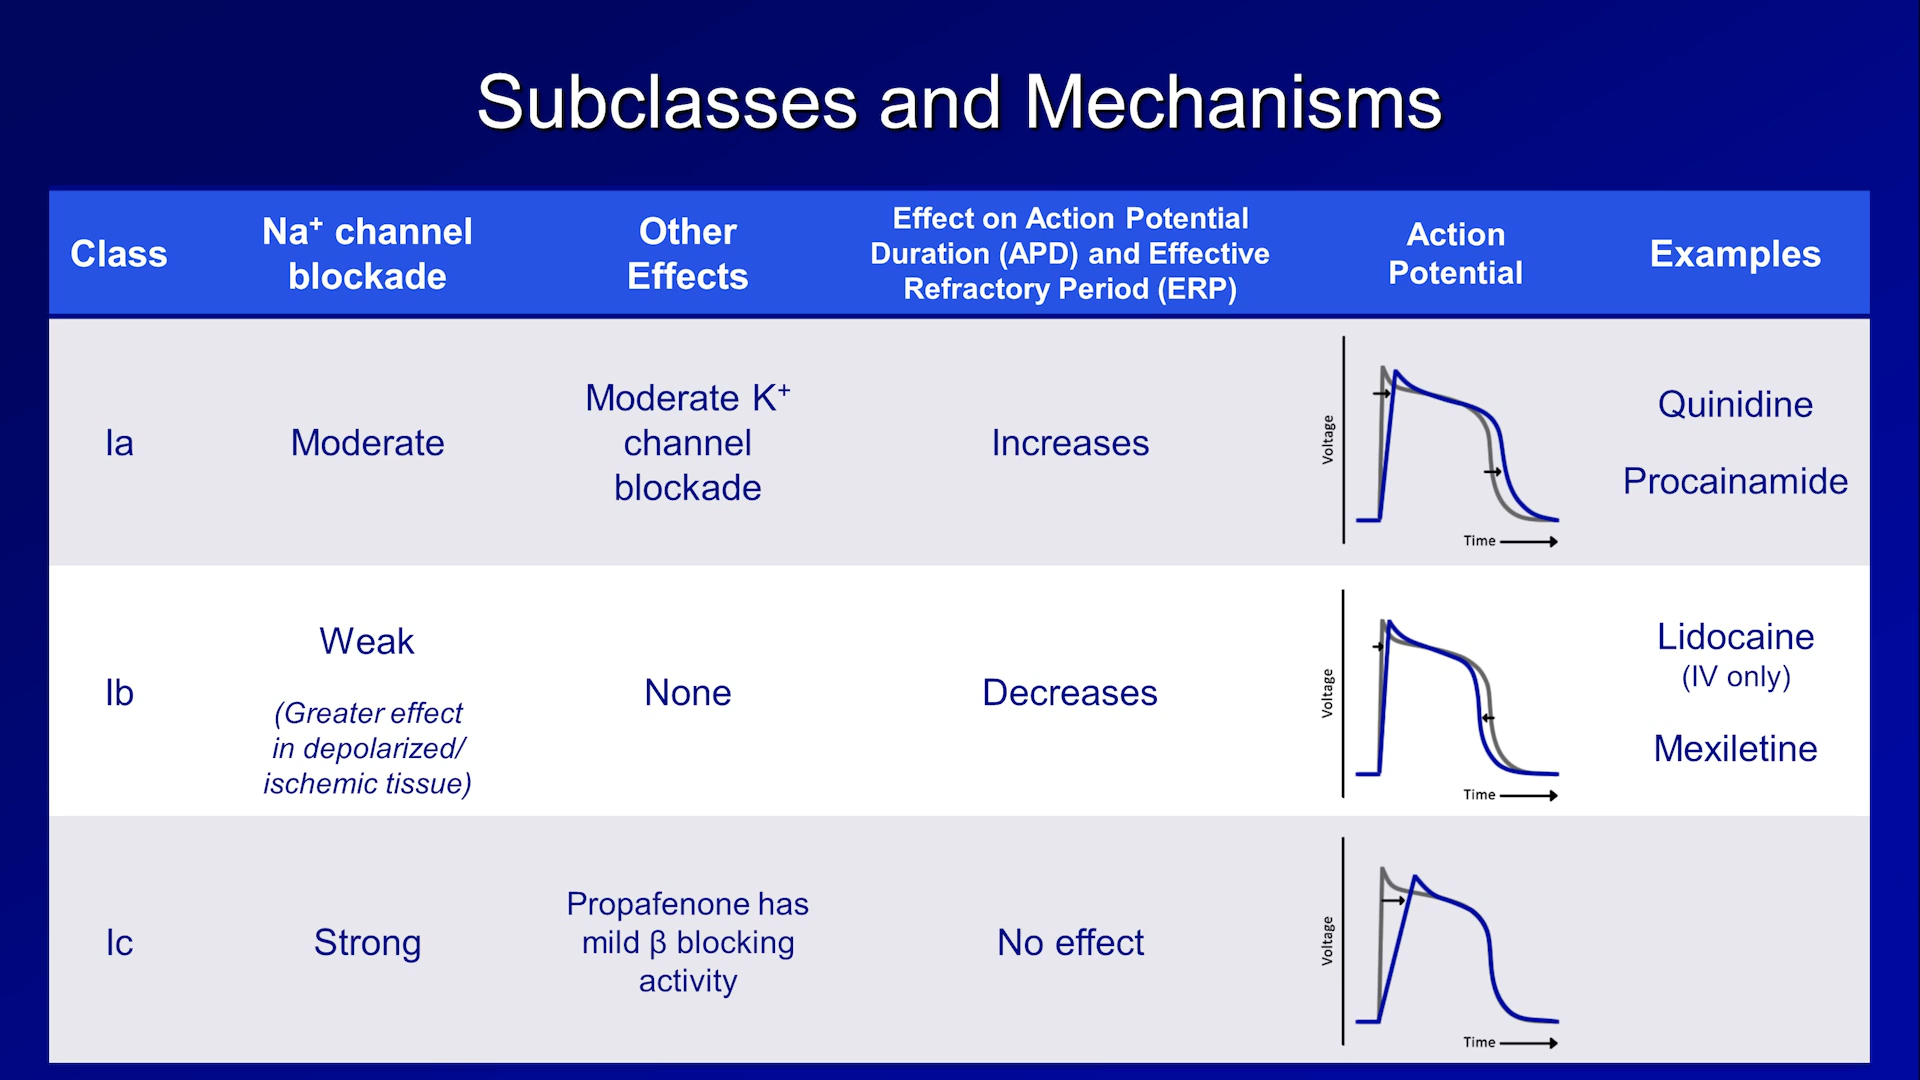 Subclasses and Mechanisms
Class
Na⁺ channel
blockade
Other
Effects
Effect on Action Potential
Duration (APD) and Effective
Refractory Period (ERP)
Action
Potential
Examples
Ia
Moderate
Moderate K⁺
channel
blockade
Increases
Voltage
Time
Quinidine
Procainamide
Ib
Weak
(Greater effect
in depolarized/
ischemic tissue)
None
Decreases
Voltage
Time
Lidocaine
(IV only)
Mexiletine
Ic
Strong
Propafenone has
mild β blocking
activity
No effect
Voltage
Time